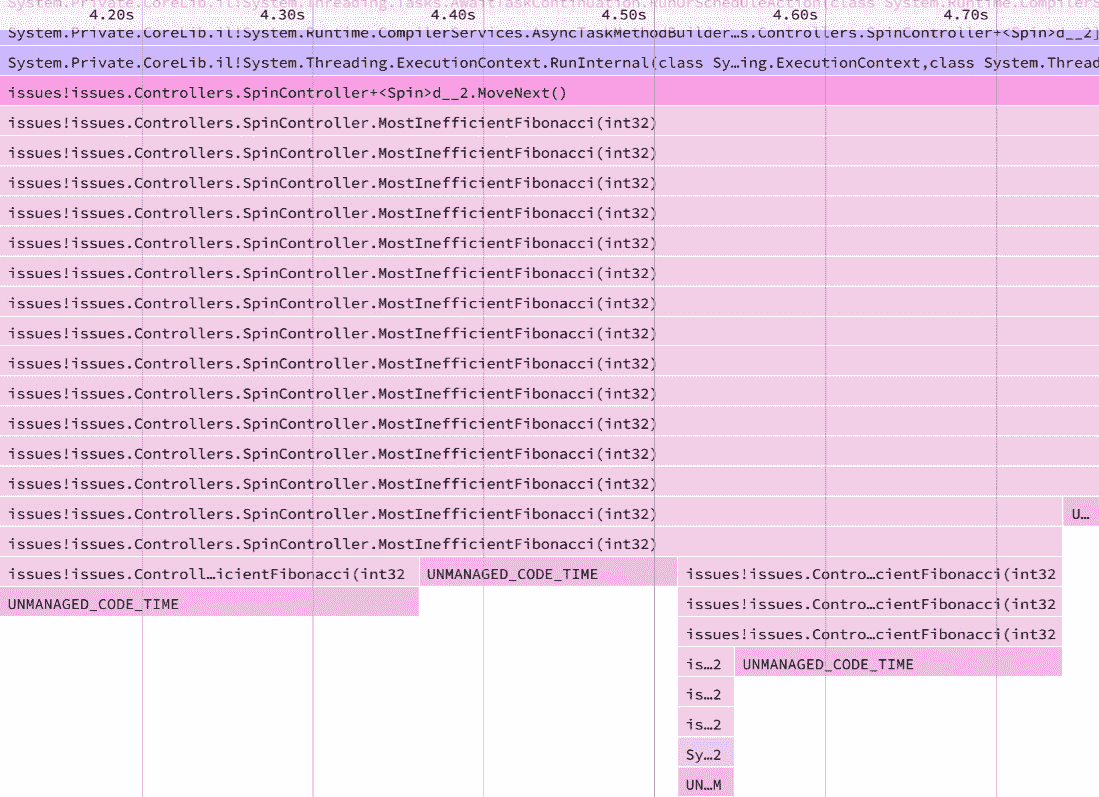 System.Threading.Tasks.AwaitTaskContinuation.RunOrScheduleAction(class System.Runtime.CompilerS
4.20s 4.30s 4.40s 4.50s 4.60s 4.70s
System.Private.CoreLib.il!System.Runtime.CompilerServices.AsyncTaskMethodBuilder…s.Controllers.SpinController+<Spin>d__2]
System.Private.CoreLib.il!System.Threading.ExecutionContext.RunInternal(class Sy…ing.ExecutionContext,class System.Thread
issues!issues.Controllers.SpinController+<Spin>d__2.MoveNext()
issues!issues.Controllers.SpinController.MostInefficientFibonacci(int32)
issues!issues.Controllers.SpinController.MostInefficientFibonacci(int32)
issues!issues.Controllers.SpinController.MostInefficientFibonacci(int32)
issues!issues.Controllers.SpinController.MostInefficientFibonacci(int32)
issues!issues.Controllers.SpinController.MostInefficientFibonacci(int32)
issues!issues.Controllers.SpinController.MostInefficientFibonacci(int32)
issues!issues.Controllers.SpinController.MostInefficientFibonacci(int32)
issues!issues.Controllers.SpinController.MostInefficientFibonacci(int32)
issues!issues.Controllers.SpinController.MostInefficientFibonacci(int32)
issues!issues.Controllers.SpinController.MostInefficientFibonacci(int32)
issues!issues.Controllers.SpinController.MostInefficientFibonacci(int32)
issues!issues.Controllers.SpinController.MostInefficientFibonacci(int32)
issues!issues.Controllers.SpinController.MostInefficientFibonacci(int32)
issues!issues.Controllers.SpinController.MostInefficientFibonacci(int32) U…
issues!issues.Controllers.SpinController.MostInefficientFibonacci(int32)
issues!issues.Controll…icientFibonacci(int32 UNMANAGED_CODE_TIME issues!issues.Contro…cientFibonacci(int32
UNMANAGED_CODE_TIME issues!issues.Contro…cientFibonacci(int32
issues!issues.Contro…cientFibonacci(int32
is…2 UNMANAGED_CODE_TIME
is…2
is…2
Sy…2
UN…M